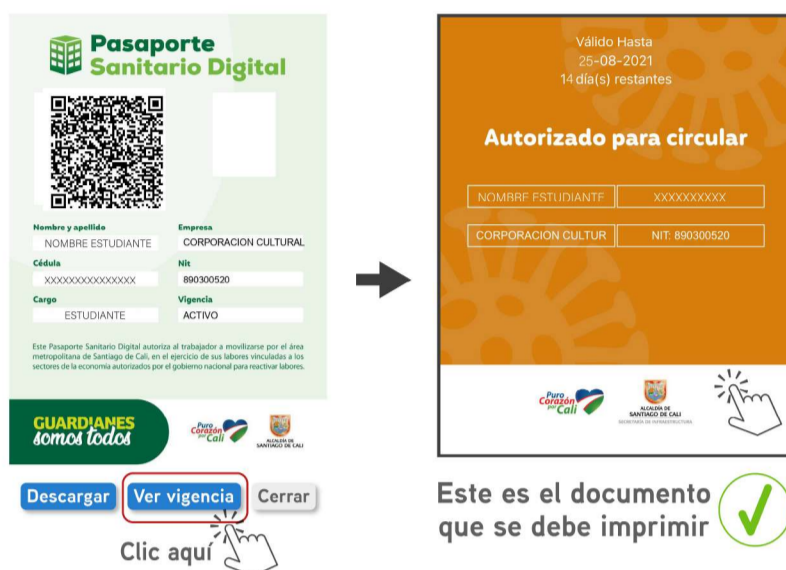 Pasaporte
Sanitario Digital
Nombre y apellido
NOMBRE ESTUDIANTE
Empresa
CORPORACION CULTURAL
Cédula
XXXXXXXXXXXXXXX
Nit
890300520
Cargo
ESTUDIANTE
Vigencia
ACTIVO
Este Pasaporte Sanitario Digital autoriza al trabajador a movilizarse por el área
metropolitana de Santiago de Cali, en el ejercicio de sus labores vinculadas a los
sectores de la economía autorizados por el gobierno nacional para reactivar labores.
GUARDIANES
somos todos
Puro
Corazón
por Cali
ALCALDÍA DE
SANTIAGO DE CALI
Descargar
Ver vigencia
Cerrar
Clic aquí
Válido Hasta
25-08-2021
14 día(s) restantes
Autorizado para circular
NOMBRE ESTUDIANTE
XXXXXXXXXX
CORPORACION CULTUR
NIT: 890300520
Puro
Corazón
por Cali
ALCALDÍA DE
SANTIAGO DE CALI
SECRETARÍA DE INFRAESTRUCTURA
Este es el documento
que se debe imprimir